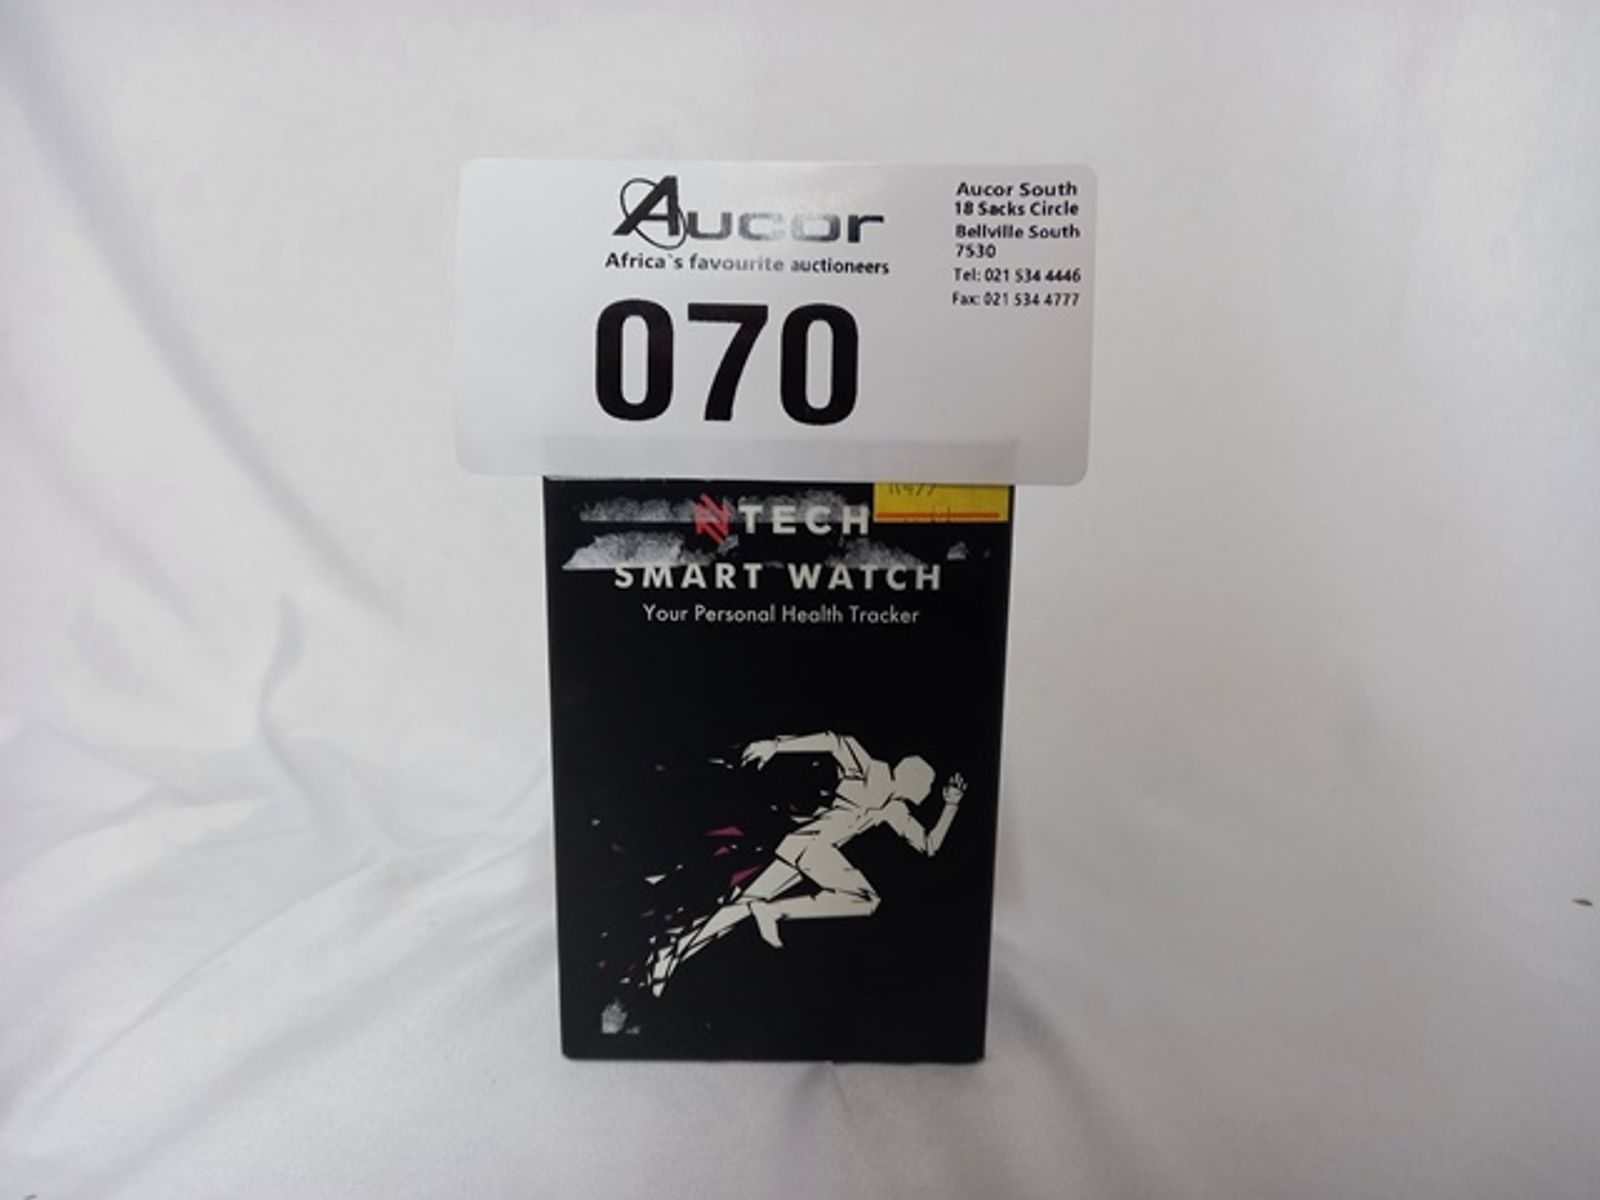 Aucor
Africa`s favourite auctioneers
070
Aucor South
18 Sacks Circle
Bellville South
7530
Tel: 021 534 4446
Fax: 021 534 4777
TECH
SMART WATCH
Your Personal Health Tracker